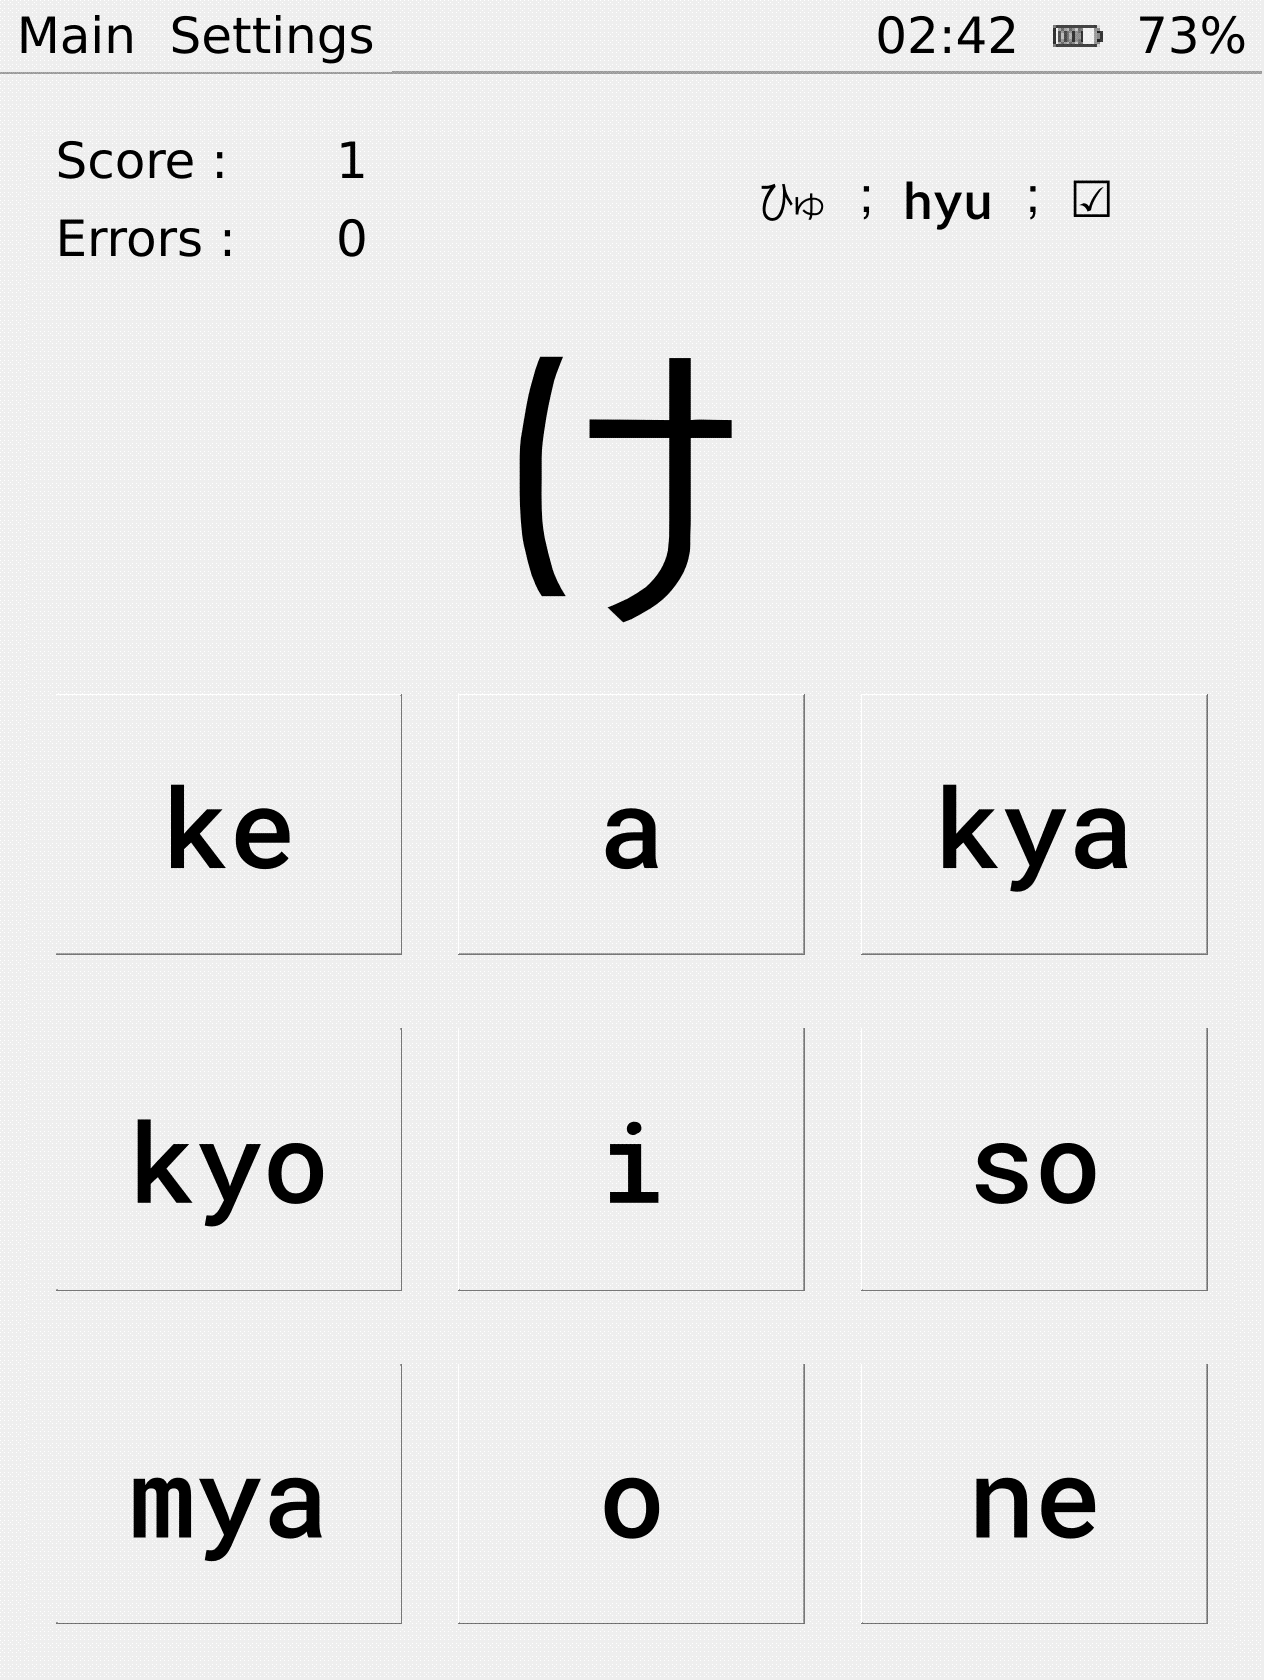 Main Settings 02:42 73%
Score : 1
ひゅ ; hyu ; ☑
Errors : 0
け
ke a kya
kyo i so
mya o ne